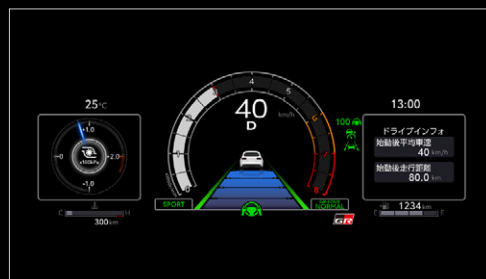 25℃
13:00
4
5
40
km/h
D
100
+1.0
0
+2.0
×100kPa
-1.0
ドライブインフォ
始動後平均車速
40 km/h
始動後走行距離
80.0 km
6
0
8
SPORT
NORMAL
GR
C H
300 km
E F
1234 km